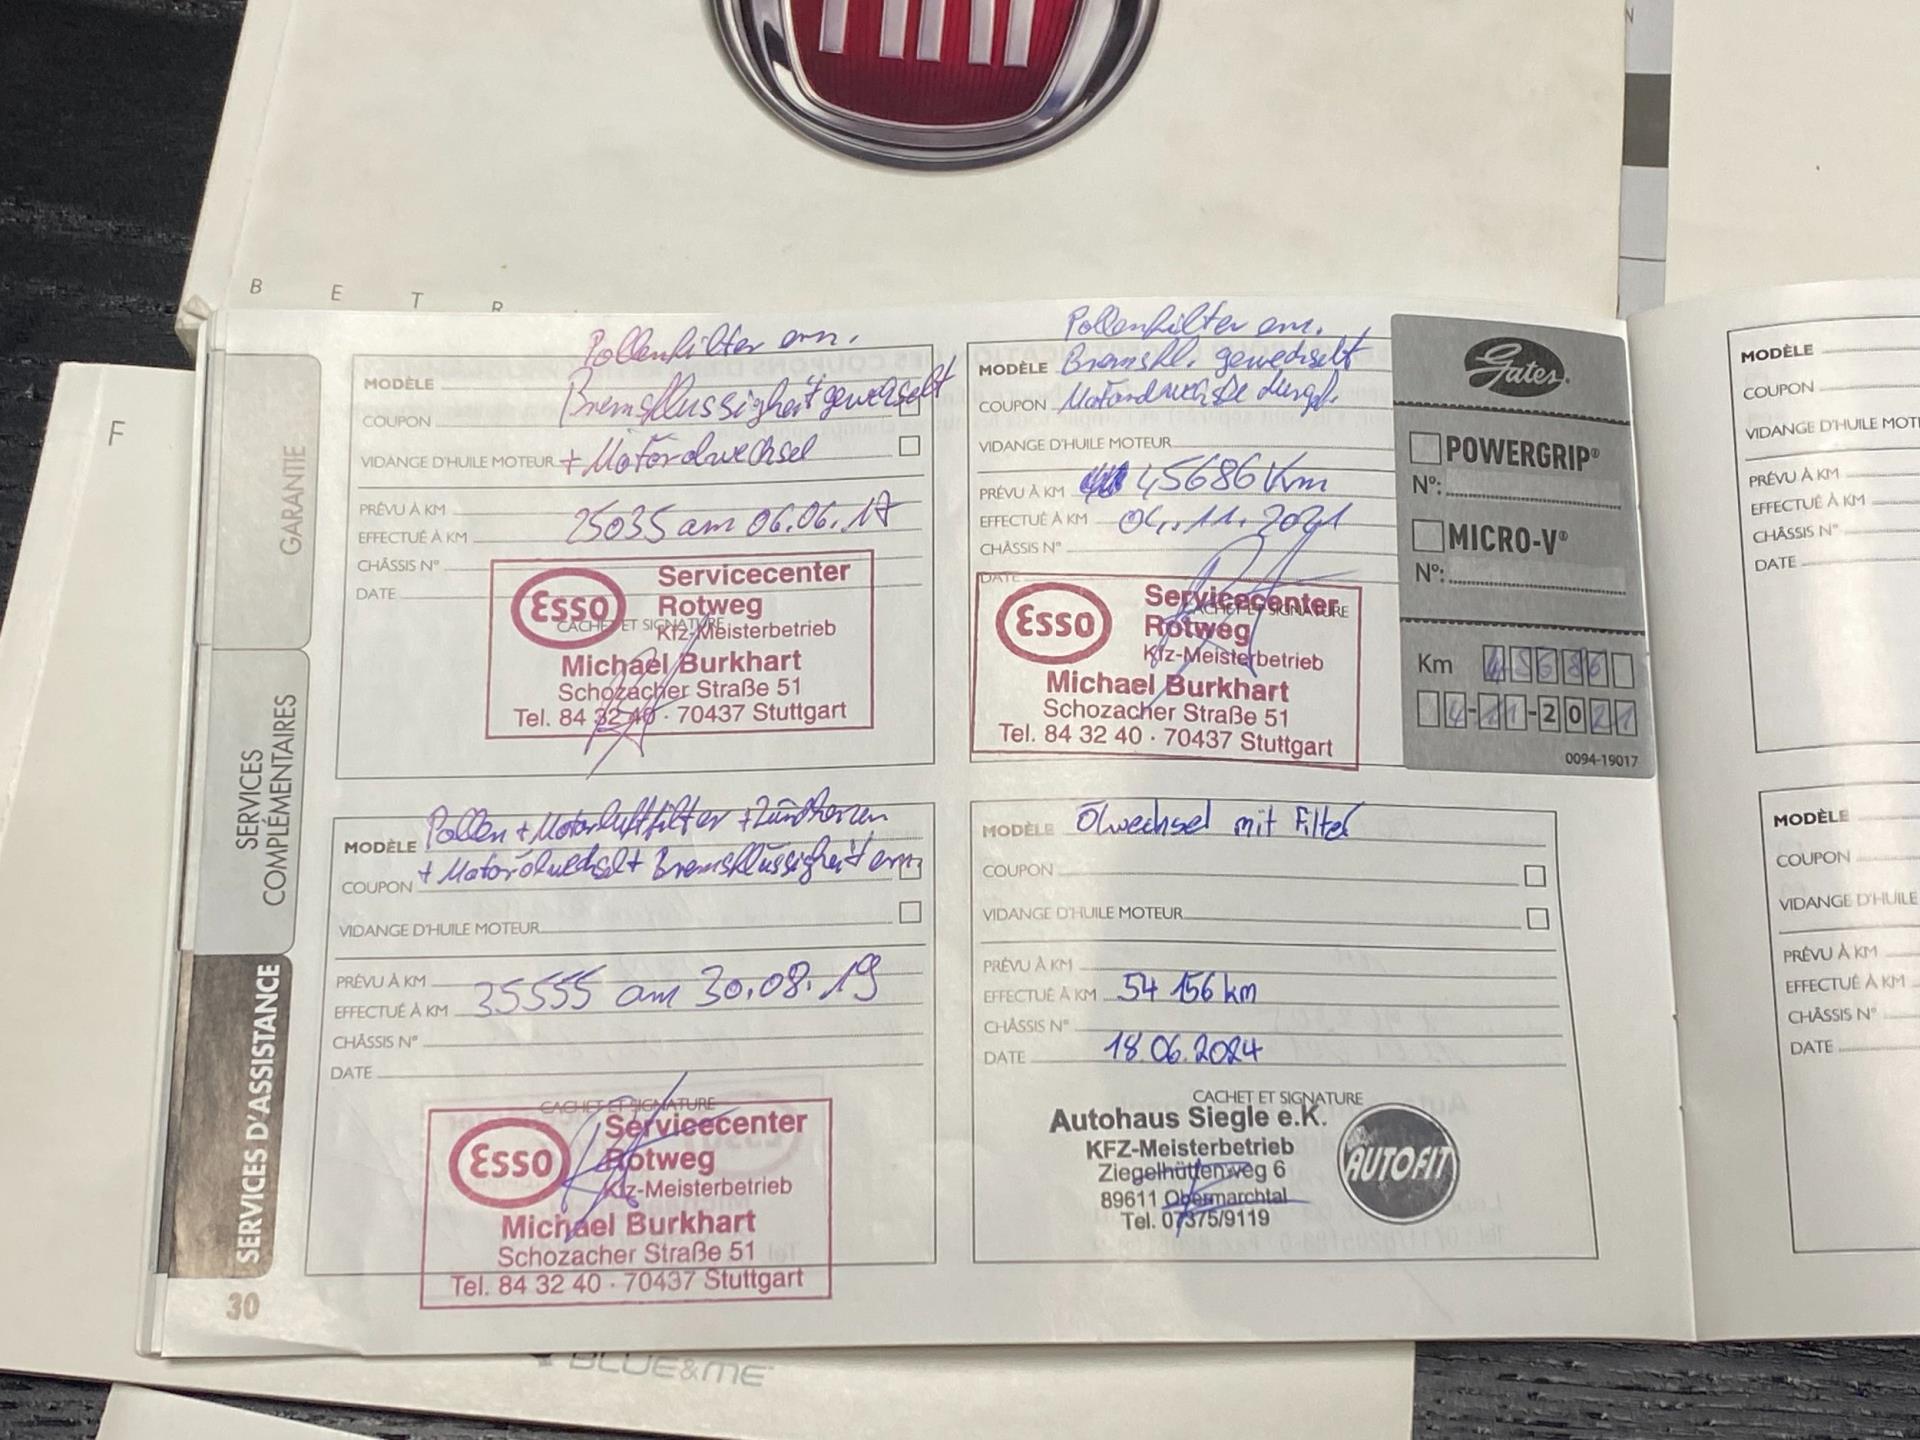 N
B E T R
F
GARANTIE
SERVICES
COMPLÉMENTAIRES
SERVICES D'ASSISTANCE
30
Pollenfilter ern.
MODÈLE
Bremsflüssigkeit gewechselt
COUPON
VIDANGE D'HUILE MOTEUR + Motorölwechsel
PRÉVU À KM
EFFECTUÉ À KM 25035 am 06.06.17
CHÂSSIS N°
DATE
CACHET ET SIGNATURE
Esso Servicecenter
Rotweg
Kfz-Meisterbetrieb
Michael Burkhart
Schozacher Straße 51
Tel. 84 32 40 · 70437 Stuttgart
Pollenfilter ern.
MODÈLE Bremsfl. gewechselt
COUPON
VIDANGE D'HUILE MOTEUR
PRÉVU À KM 45686 Km
EFFECTUÉ À KM 04.11.2021
CHÂSSIS N°
DATE
CACHET ET SIGNATURE
Esso Servicecenter
Rotweg
Kfz-Meisterbetrieb
Michael Burkhart
Schozacher Straße 51
Tel. 84 32 40 · 70437 Stuttgart
Gates®
POWERGRIP®
N°:
MICRO-V®
N°:
Km 45686
4-11-2021
0094-19017
Pollen + Motorluftfilter + Zündkerzen
MODÈLE
+ Motorölwechsel + Bremsflüssigkeit ern.
COUPON
VIDANGE D'HUILE MOTEUR
PRÉVU À KM
EFFECTUÉ À KM 35555 am 30.08.19
CHÂSSIS N°
DATE
CACHET ET SIGNATURE
Esso Servicecenter
Rotweg
Kfz-Meisterbetrieb
Michael Burkhart
Schozacher Straße 51
Tel. 84 32 40 · 70437 Stuttgart
MODÈLE Ölwechsel mit Filter
COUPON
VIDANGE D'HUILE MOTEUR
PRÉVU À KM
EFFECTUÉ À KM 54 156 km
CHÂSSIS N°
DATE 18.06.2024
CACHET ET SIGNATURE
Autohaus Siegle e.K.
KFZ-Meisterbetrieb
Ziegelhüttenweg 6
89611 Obermarchtal
Tel. 07375/9119
AUTOFIT
MODÈLE
COUPON
VIDANGE D'HUILE MOT
PRÉVU À KM
EFFECTUÉ À KM
CHÂSSIS N°
DATE
MODÈLE
COUPON
VIDANGE D'HUILE
PRÉVU À KM
EFFECTUÉ À KM
CHÂSSIS N°
DATE
BLUE&ME™